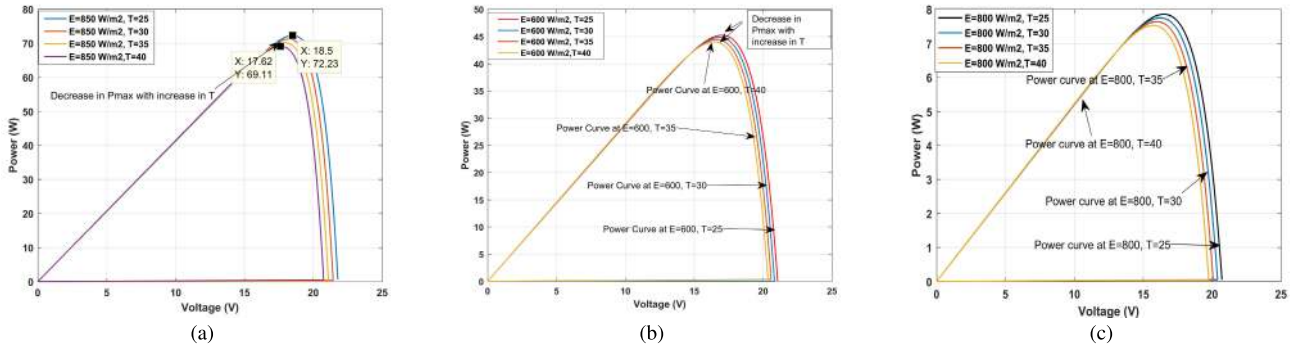 80
70
60
50
40
30
20
10
0
Power (W)
E=850 W/m2, T=25
E=850 W/m2, T=30
E=850 W/m2, T=35
E=850 W/m2,T=40
X: 17.62
Y: 69.11
X: 18.5
Y: 72.23
Decrease in Pmax with increase in T
0 5 10 15 20 25
Voltage (V)
(a)
50
45
40
35
30
25
20
15
10
5
0
Power (W)
E=600 W/m2, T=25
E=600 W/m2, T=30
E=600 W/m2, T=35
E=600 W/m2,T=40
Decrease in
Pmax with
increase in T
Power Curve at E=600, T=40
Power Curve at E=600, T=35
Power Curve at E=600, T=30
Power Curve at E=600, T=25
0 5 10 15 20 25
Voltage (V)
(b)
8
7
6
5
4
3
2
1
0
Power (W)
E=800 W/m2, T=25
E=800 W/m2, T=30
E=800 W/m2, T=35
E=800 W/m2,T=40
Power curve at E=800, T=35
Power curve at E=800, T=40
Power curve at E=800, T=30
Power curve at E=800, T=25
0 5 10 15 20 25
Voltage (V)
(c)